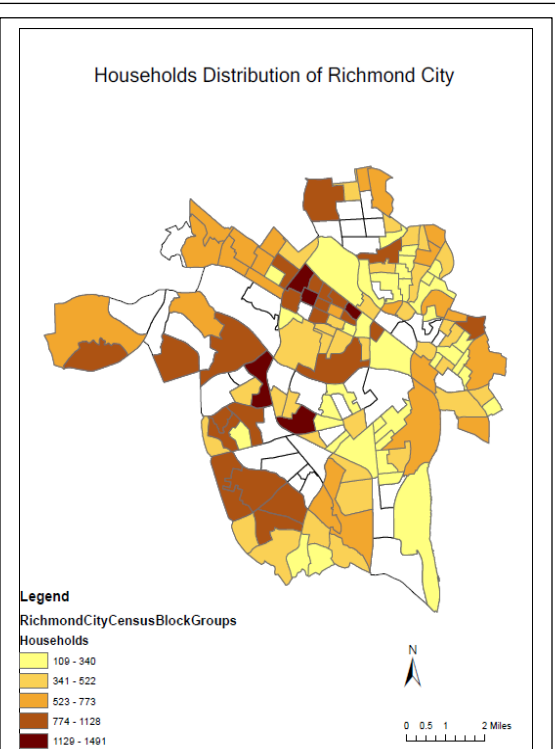 Households Distribution of Richmond City
Legend
RichmondCityCensusBlockGroups
Households
109 - 340
341 - 522
523 - 773
774 - 1128
1129 - 1491
N
0 0.5 1 2 Miles